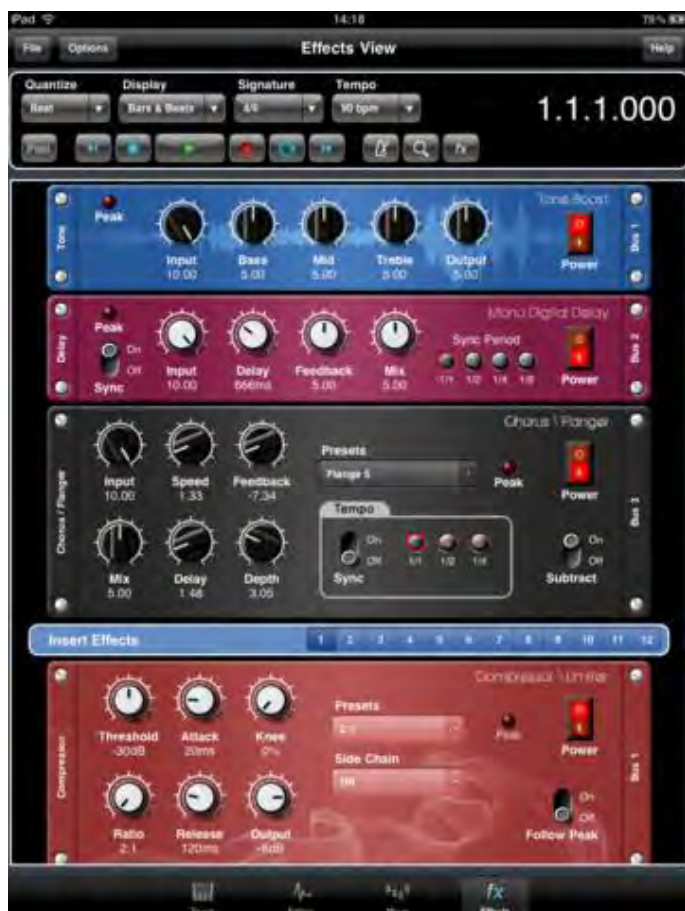 iPad 14:18 79%
File Options Effects View Help
Quantize Display Signature Tempo
Beat Bars & Beats 4/4 90 bpm 1.1.1.000
fx
Tone Boost
Peak
Tone
Input Bass Mid Treble Output Power
10.00 5.00 5.00 5.00 5.00
Bus 1
Mono Digital Delay
Peak
Delay
On
Off
Sync
Input Delay Feedback Mix
10.00 666ms 5.00 5.00
Sync Period
1/1 1/2 1/4 1/8
Power
Bus 2
Chorus \ Flanger
Chorus / Flanger
Input Speed Feedback
10.00 1.33 -7.34
Mix Delay Depth
5.00 1.48 3.05
Presets
Flange 5
Peak
Power
Tempo
On
Off
Sync
1/1 1/2 1/4
On
Off
Subtract
Bus 3
Insert Effects 1 2 3 4 5 6 7 8 9 10 11 12
Compressor \ Limiter
Compressor
Threshold Attack Knee
-30dB 20ms 0%
Ratio Release Output
2:1 120ms -6dB
Presets
2:1
Side Chain
Off
Peak
Power
On
Off
Follow Peak
Bus 1
fx